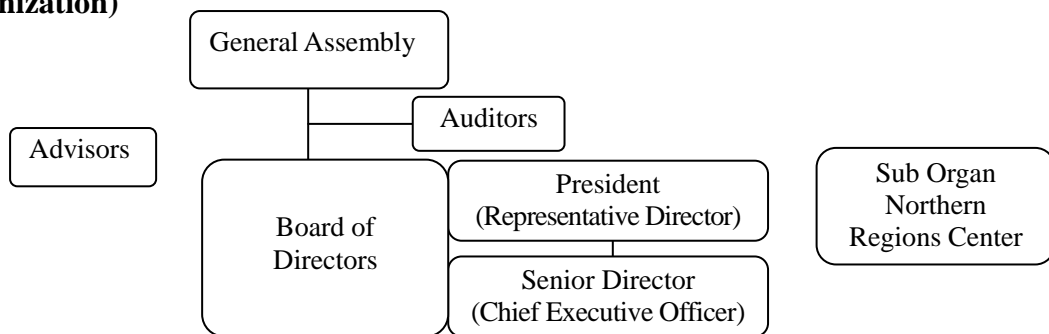 General Assembly
Auditors
Advisors
President
(Representative Director)
Board of
Directors
Senior Director
(Chief Executive Officer)
Sub Organ
Northern
Regions Center